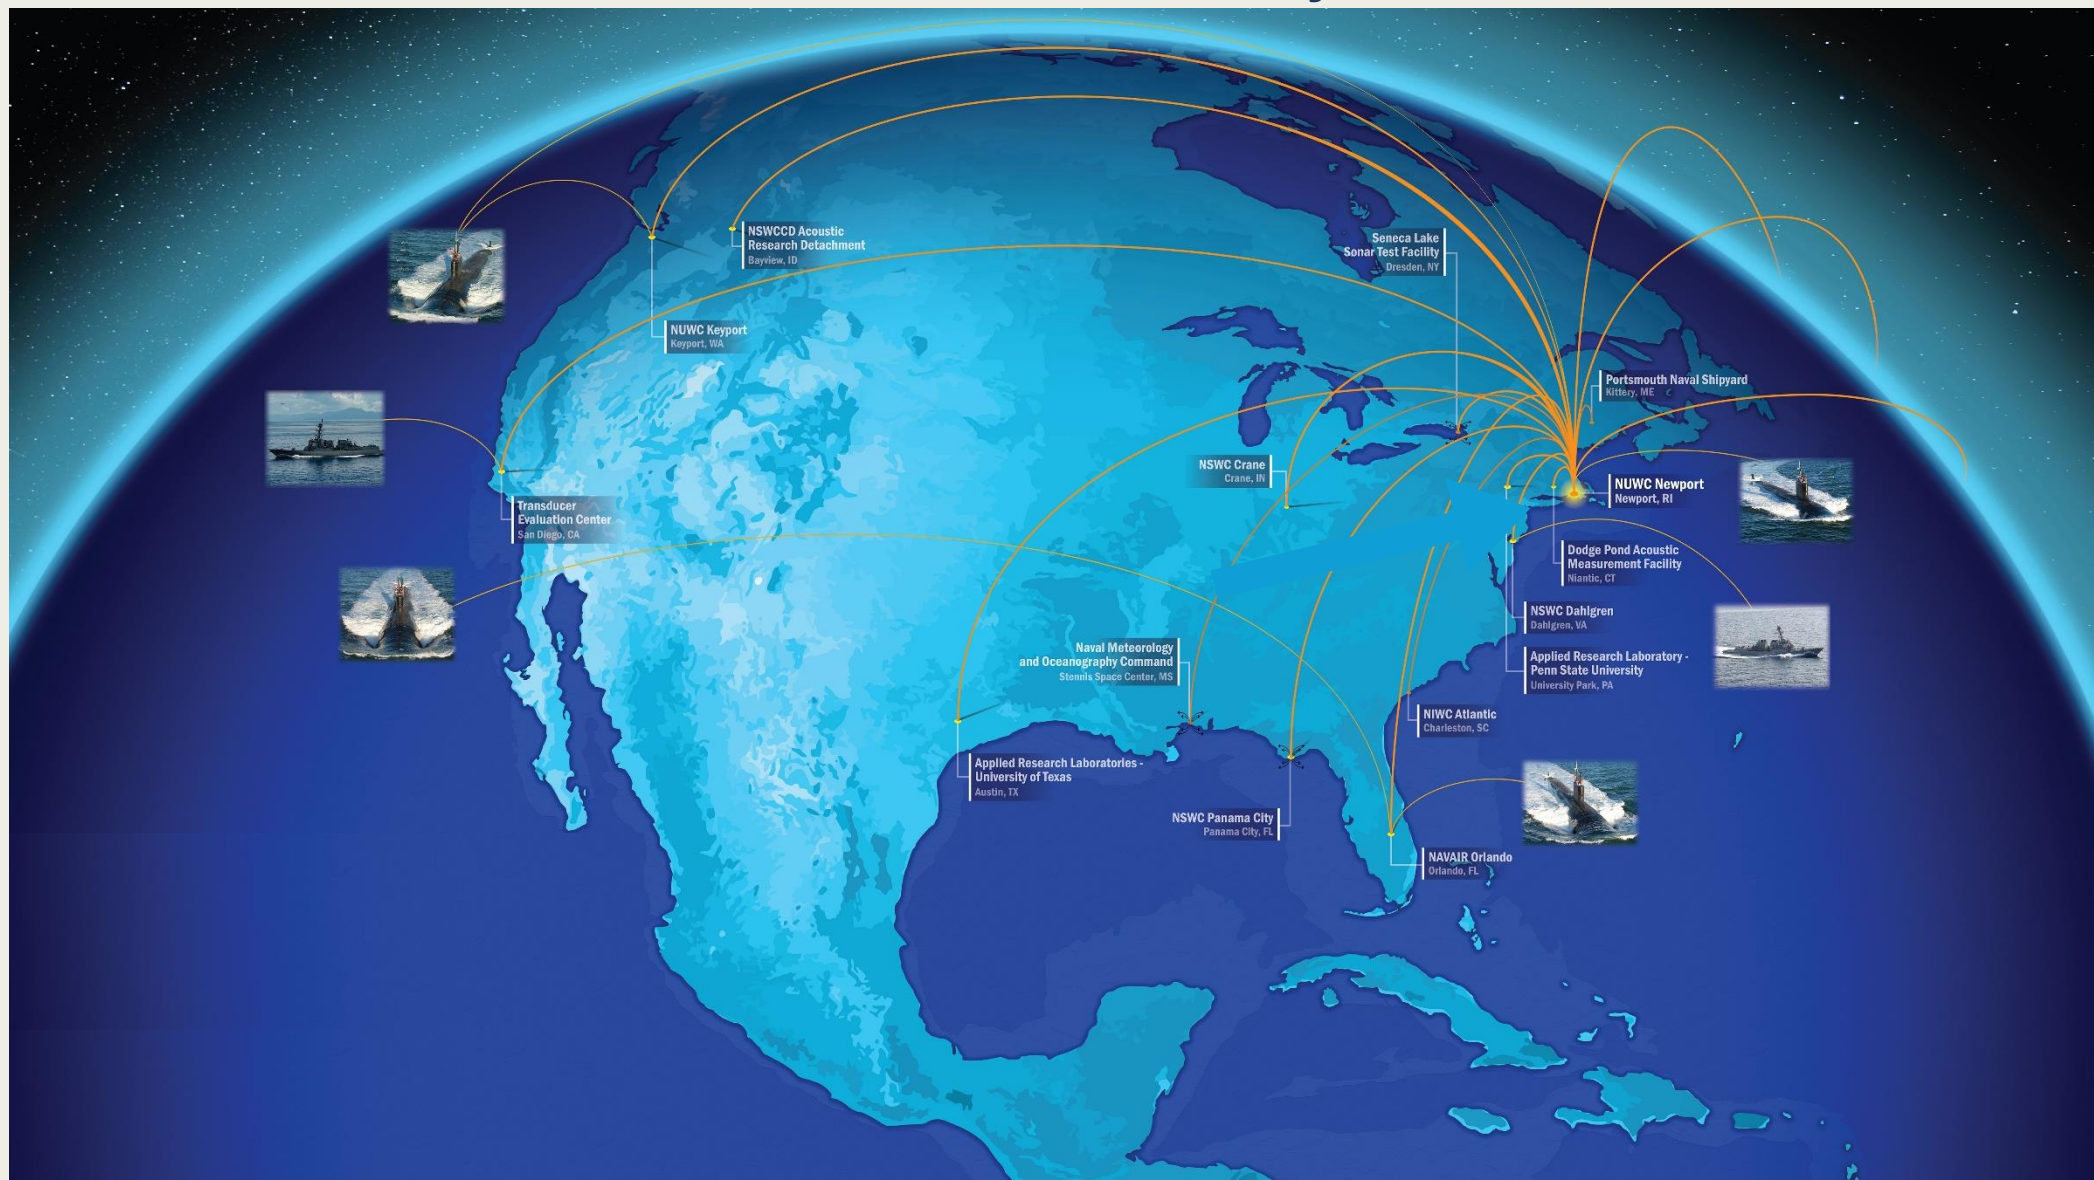 NSWCCD Acoustic
Research Detachment
Bayview, ID
Seneca Lake
Sonar Test Facility
Dresden, NY
NUWC Keyport
Keyport, WA
Portsmouth Naval Shipyard
Kittery, ME
NSWC Crane
Crane, IN
NUWC Newport
Newport, RI
Transducer
Evaluation Center
San Diego, CA
Dodge Pond Acoustic
Measurement Facility
Niantic, CT
NSWC Dahlgren
Dahlgren, VA
Naval Meteorology
and Oceanography Command
Stennis Space Center, MS
Applied Research Laboratory -
Penn State University
University Park, PA
NIWC Atlantic
Charleston, SC
Applied Research Laboratories -
University of Texas
Austin, TX
NSWC Panama City
Panama City, FL
NAVAIR Orlando
Orlando, FL